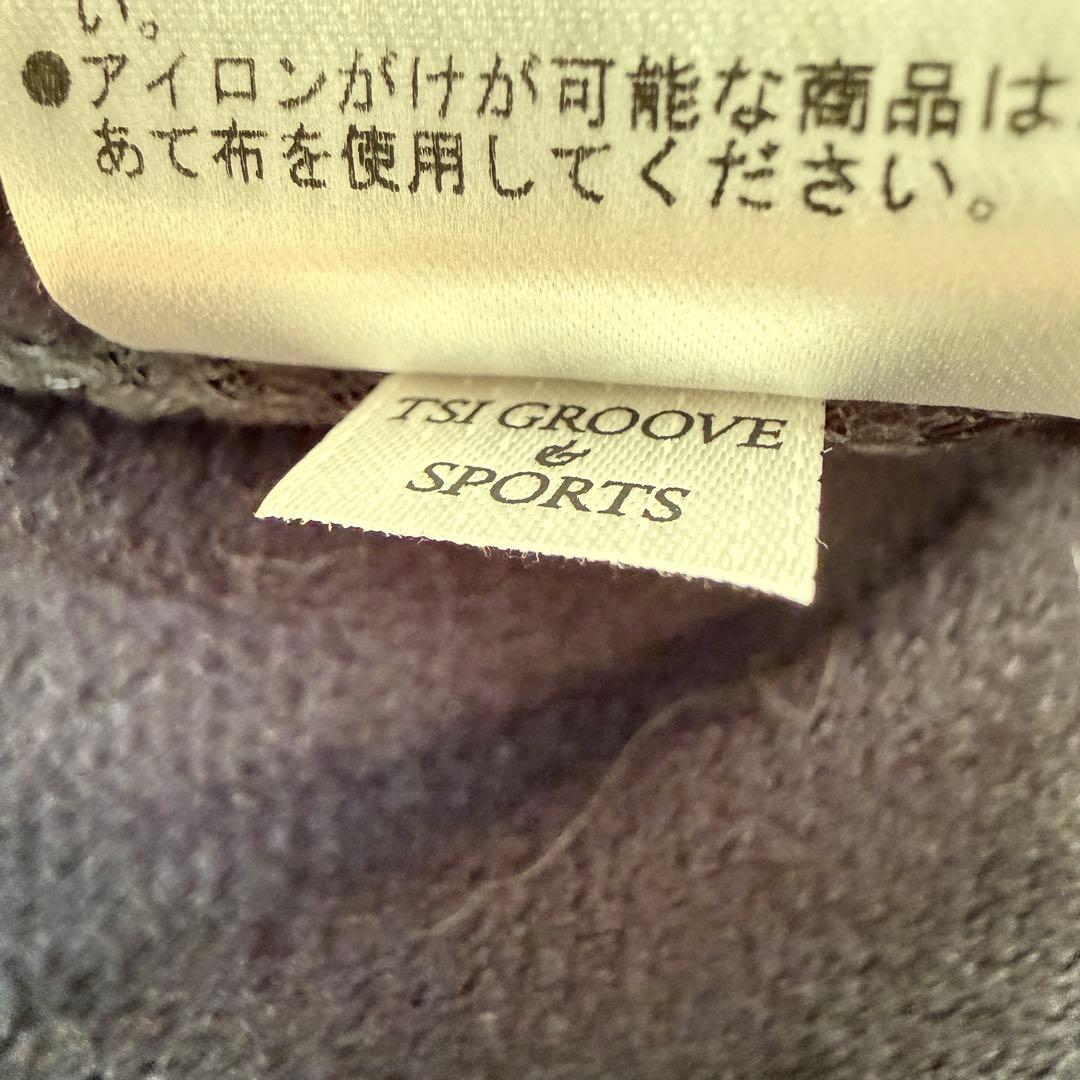 い。
●アイロンがけが可能な商品は、
あて布を使用してください。
TSI GROOVE
&
SPORTS